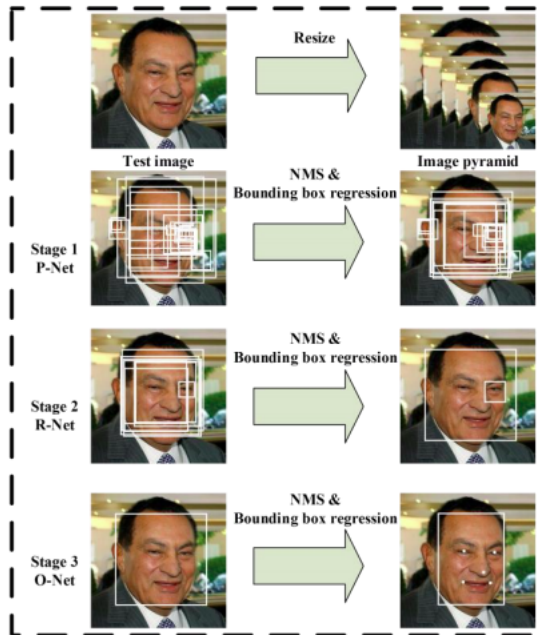 Resize
Test image
Image pyramid
NMS &
Bounding box regression
Stage 1
P-Net
NMS &
Bounding box regression
Stage 2
R-Net
NMS &
Bounding box regression
Stage 3
O-Net